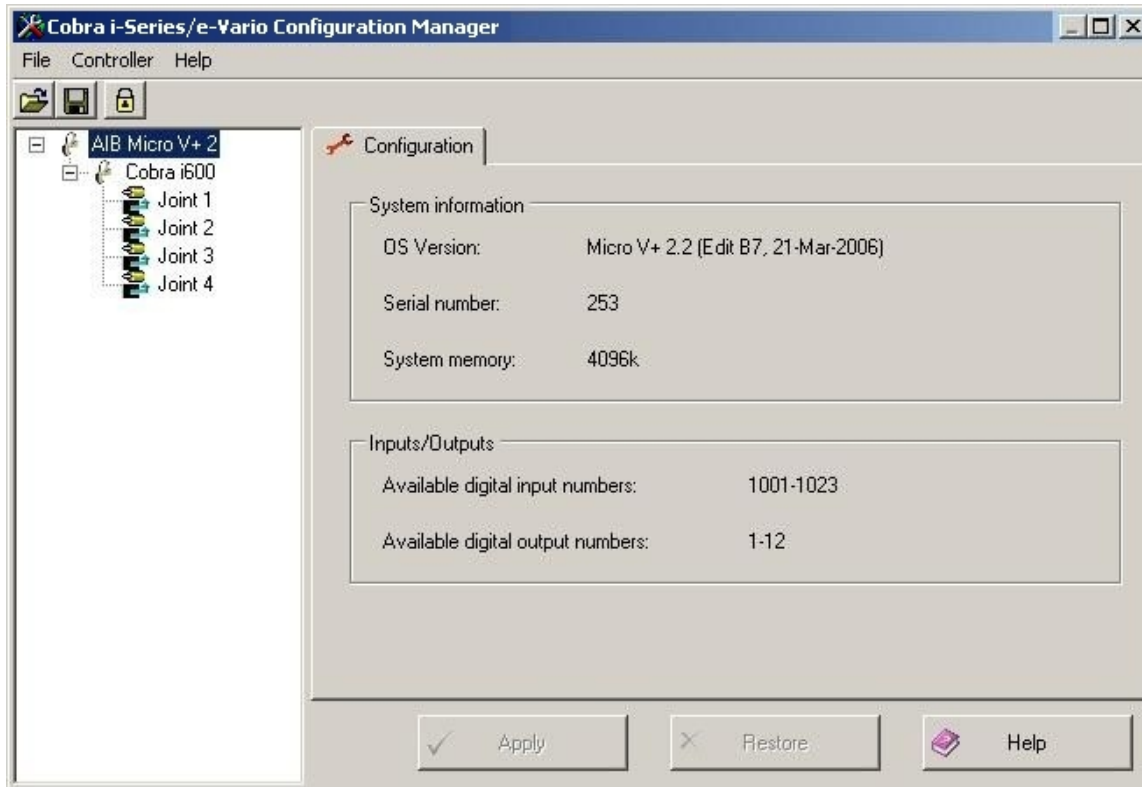 Cobra i-Series/e-Vario Configuration Manager
File Controller Help
AIB Micro V+ 2
Cobra i600
Joint 1
Joint 2
Joint 3
Joint 4
Configuration
System information
OS Version: Micro V+ 2.2 (Edit B7, 21-Mar-2006)
Serial number: 253
System memory: 4096k
Inputs/Outputs
Available digital input numbers: 1001-1023
Available digital output numbers: 1-12
Apply Restore Help